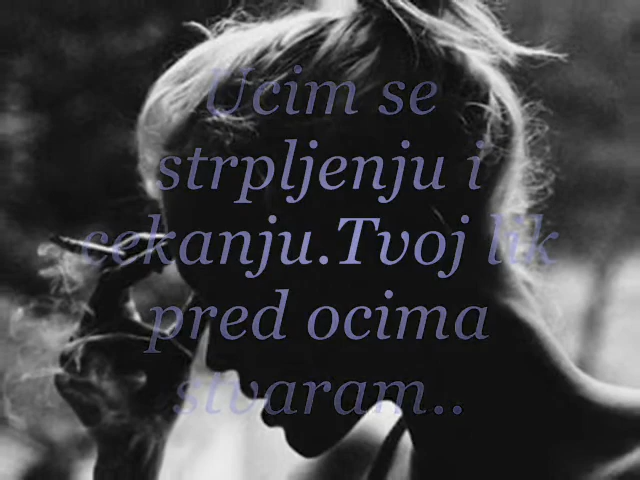 Ucim se
strpljenju i
cekanju.Tvoj lik
pred ocima
stvaram..